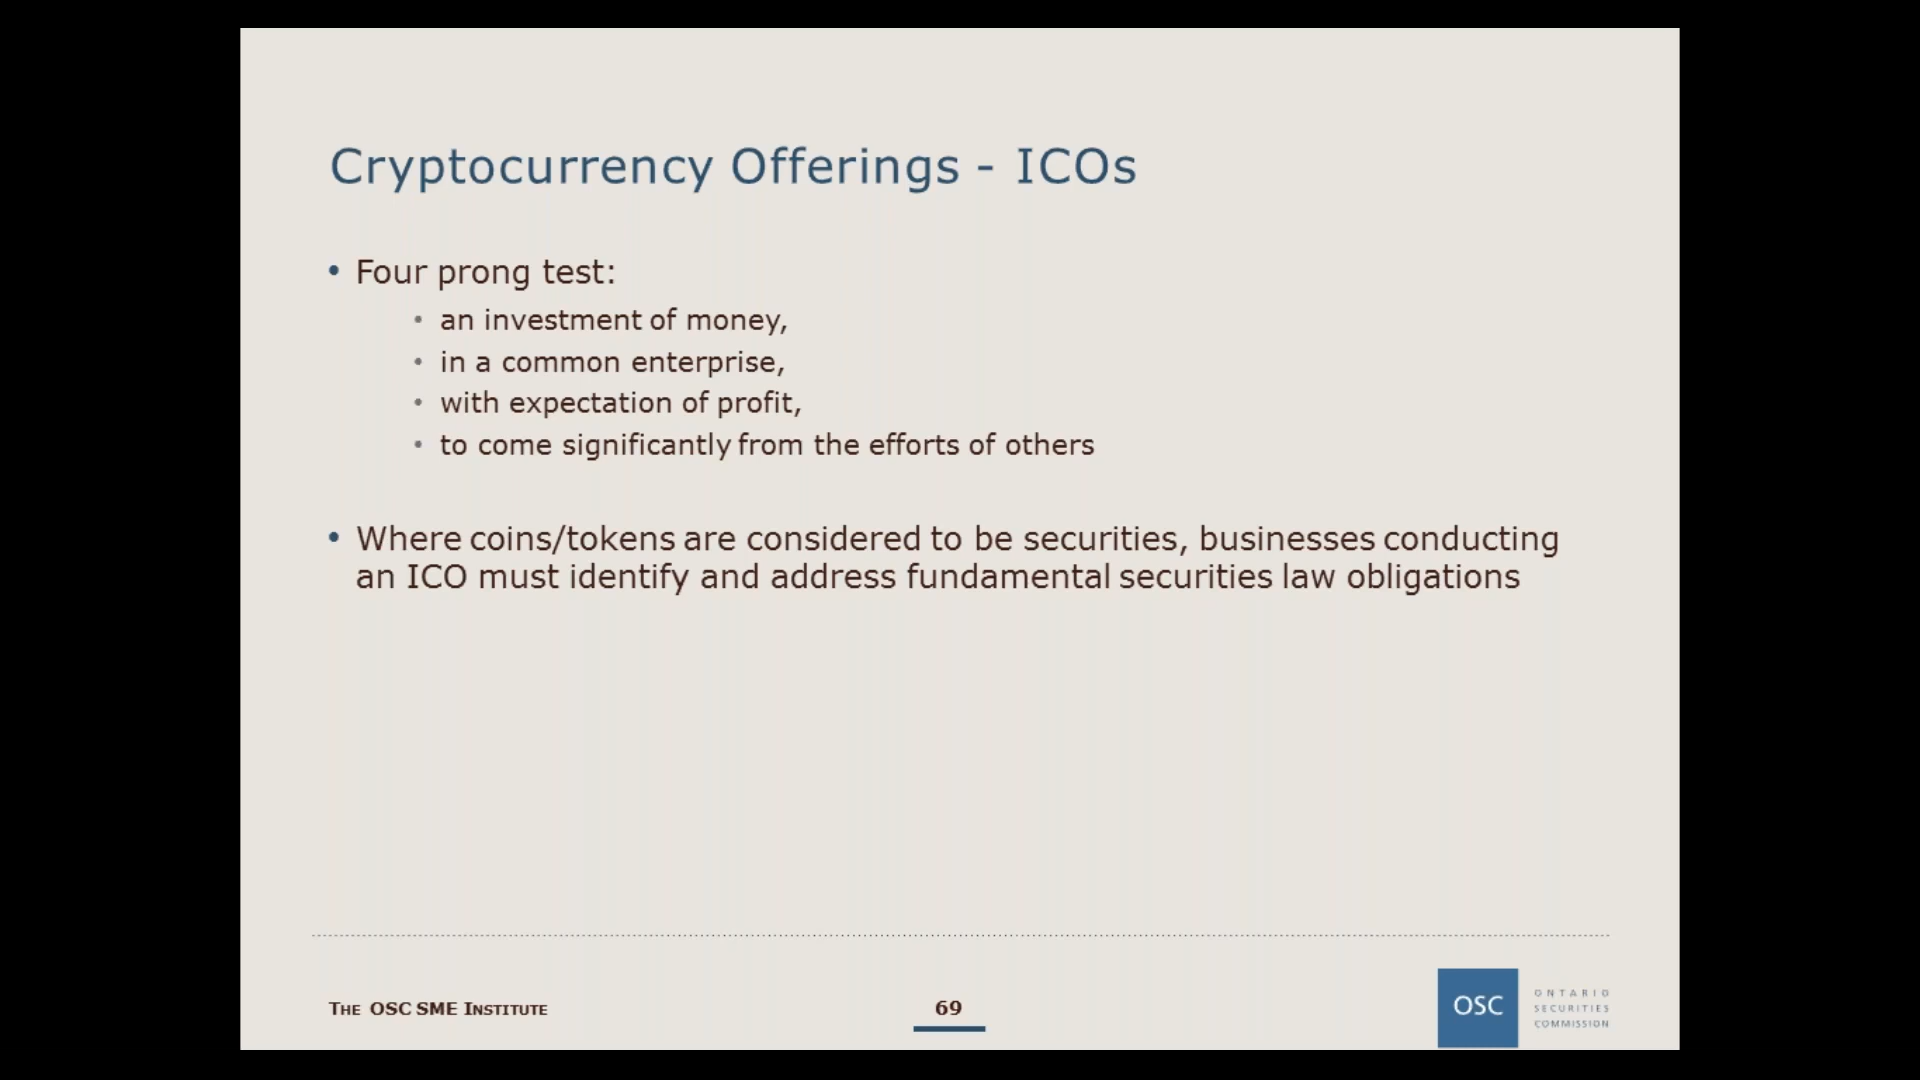 Cryptocurrency Offerings - ICOs
• Four prong test:
• an investment of money,
• in a common enterprise,
• with expectation of profit,
• to come significantly from the efforts of others
• Where coins/tokens are considered to be securities, businesses conducting
an ICO must identify and address fundamental securities law obligations
THE OSC SME INSTITUTE
69
OSC
ONTARIO
SECURITIES
COMMISSION